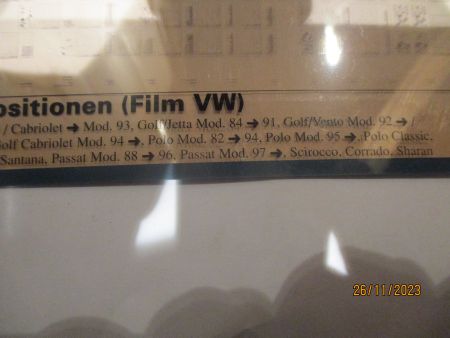 ositionen (Film VW)
/ Cabriolet ➔ Mod. 93, Golf/Jetta Mod. 84 ➔ 91, Golf/Vento Mod. 92 ➔ /
olf Cabriolet Mod. 94 ➔, Polo Mod. 82 ➔ 94, Polo Mod. 95 ➔, Polo Classic,
Santana, Passat Mod. 88 ➔ 96, Passat Mod. 97 ➔, Scirocco, Corrado, Sharan
26/11/2023